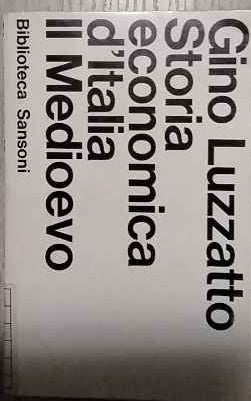 Gino Luzzatto
Storia
economica
d'Italia
Il Medioevo
Biblioteca Sansoni